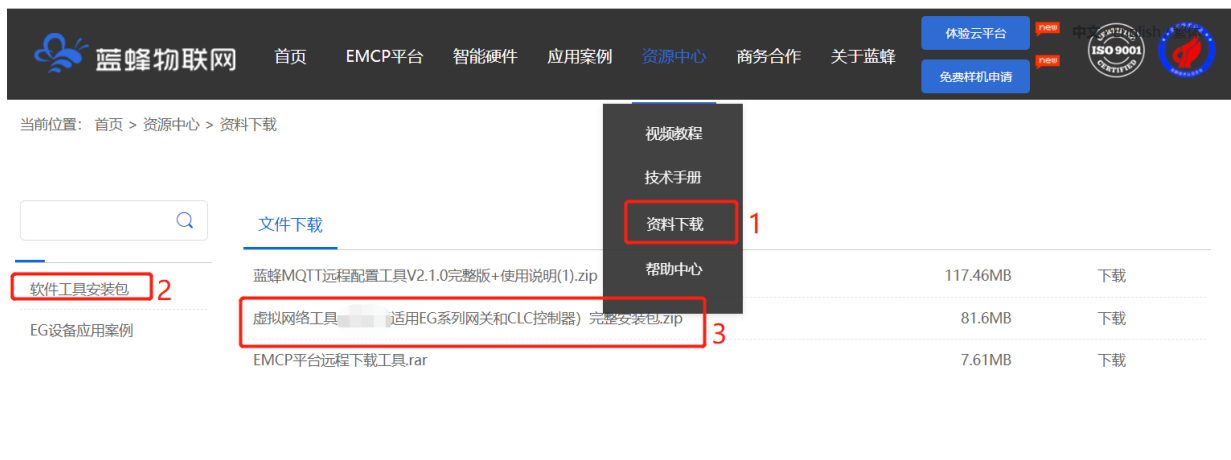 蓝蜂物联网
首页 EMCP平台 智能硬件 应用案例 资源中心 商务合作 关于蓝蜂
体验云平台 new
免费样机申请 new
ISO 9001
CERTIFIED
当前位置: 首页 > 资源中心 > 资料下载
视频教程
技术手册
资料下载 1
帮助中心
文件下载
软件工具安装包 2
EG设备应用案例
蓝蜂MQTT远程配置工具V2.1.0完整版+使用说明(1).zip 117.46MB 下载
虚拟网络工具 适用EG系列网关和CLC控制器）完整安装包.zip 81.6MB 下载
3
EMCP平台远程下载工具.rar 7.61MB 下载